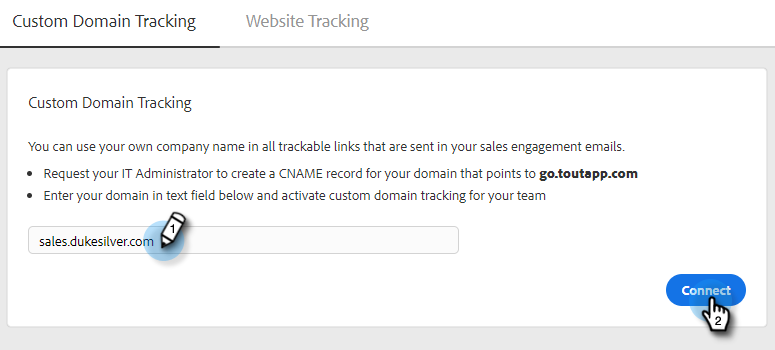 Custom Domain Tracking
Website Tracking
Custom Domain Tracking
You can use your own company name in all trackable links that are sent in your sales engagement emails.
Request your IT Administrator to create a CNAME record for your domain that points to go.toutapp.com
Enter your domain in text field below and activate custom domain tracking for your team
sales.dukesilver.com
1
Connect
2